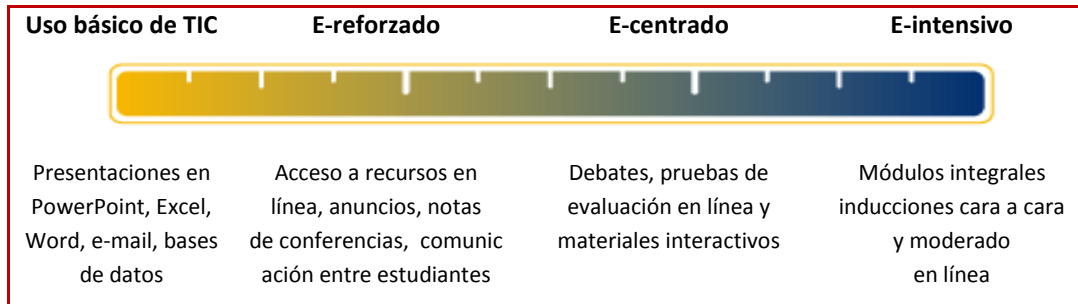 Uso básico de TIC
E-reforzado
E-centrado
E-intensivo
Presentaciones en
PowerPoint, Excel,
Word, e-mail, bases
de datos
Acceso a recursos en
línea, anuncios, notas
de conferencias, comunic
ación entre estudiantes
Debates, pruebas de
evaluación en línea y
materiales interactivos
Módulos integrales
inducciones cara a cara
y moderado
en línea